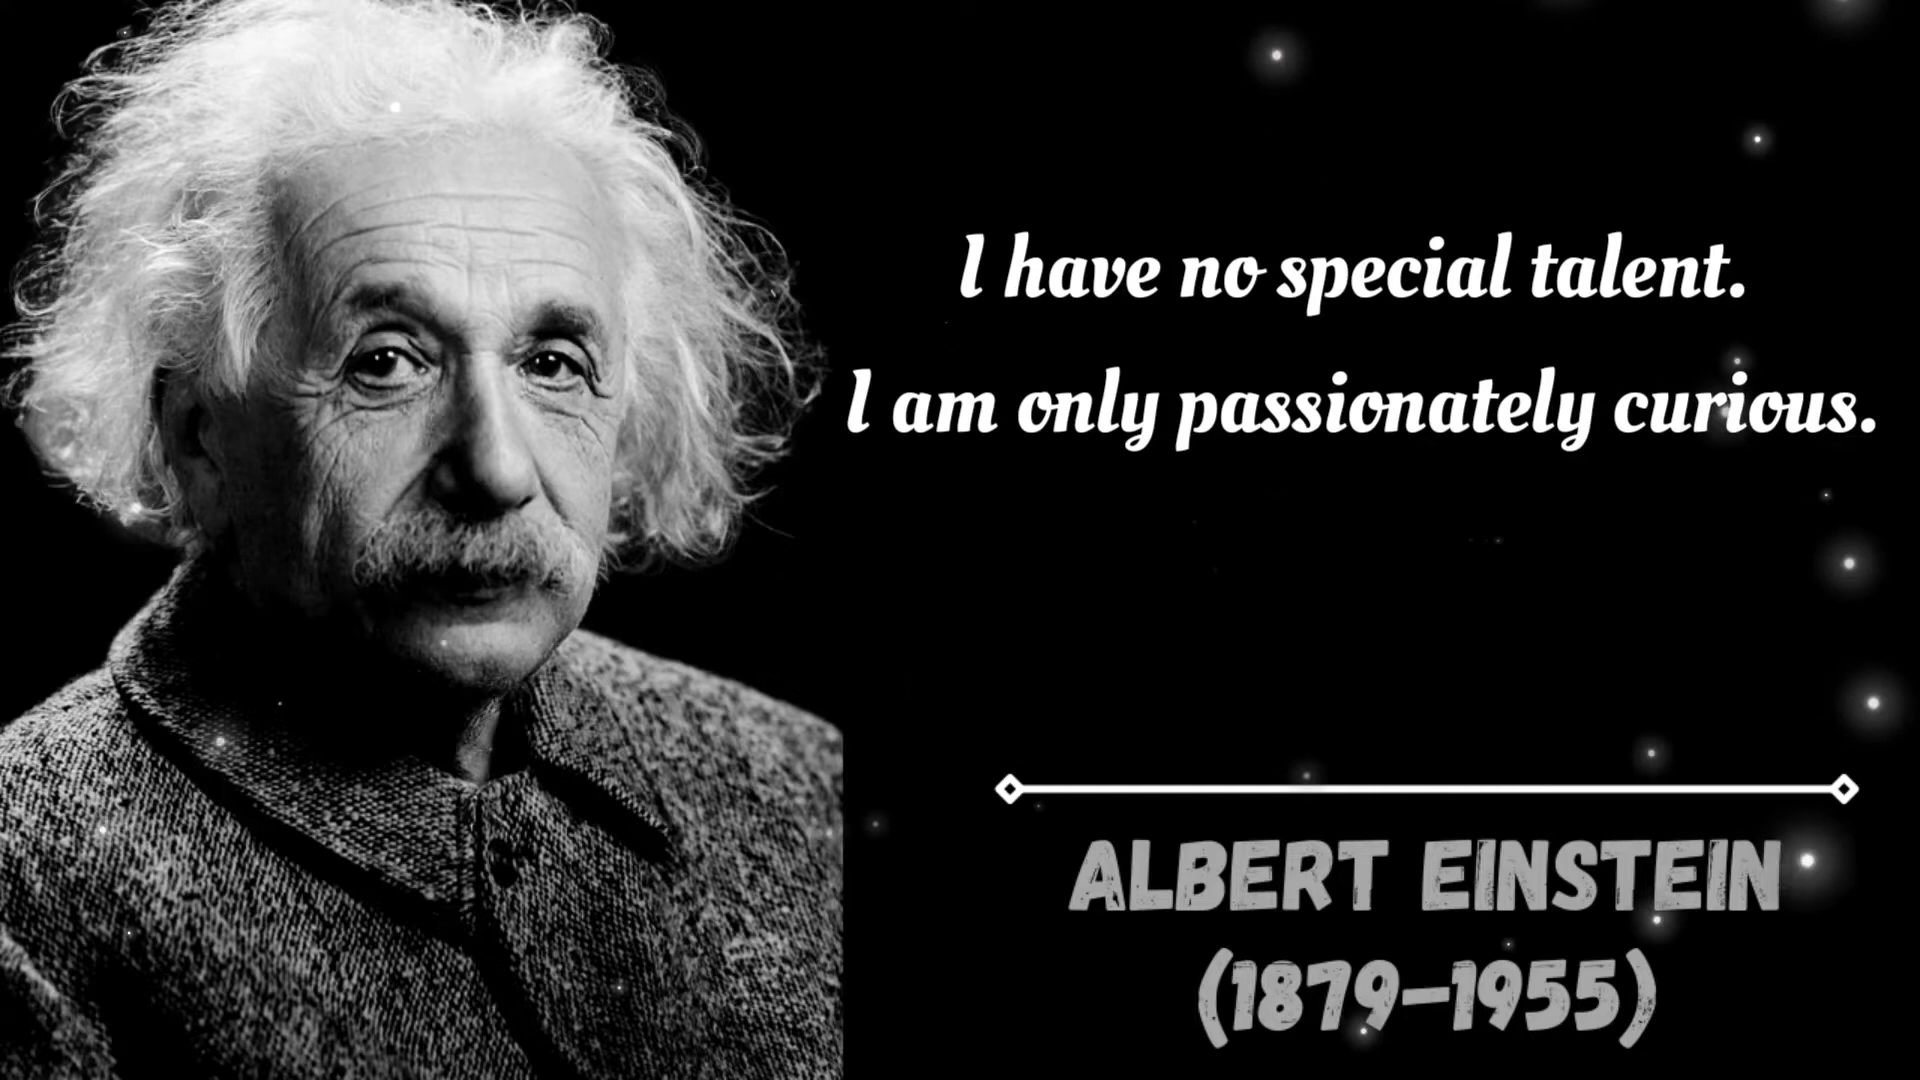 I have no special talent.
I am only passionately curious.
ALBERT EINSTEIN
(1879–1955)